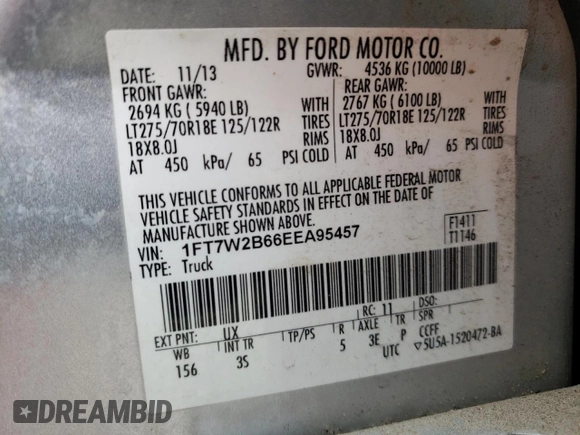 MFD. BY FORD MOTOR CO.
DATE: 11/13 GVWR: 4536 KG (10000 LB)
FRONT GAWR: REAR GAWR:
2694 KG ( 5940 LB) WITH 2767 KG ( 6100 LB) WITH
LT275/70R18E 125/122R TIRES LT275/70R18E 125/122R TIRES
18X8.0J RIMS 18X8.0J RIMS
AT 450 kPa/ 65 PSI COLD AT 450 kPa/ 65 PSI COLD
THIS VEHICLE CONFORMS TO ALL APPLICABLE FEDERAL MOTOR
VEHICLE SAFETY STANDARDS IN EFFECT ON THE DATE OF
MANUFACTURE SHOWN ABOVE.
VIN: 1FT7W2B66EEA95457 F1411
TYPE: Truck T1146
RC: 11 DSO:
EXT PNT: UX TP/PS R AXLE TR SPR
WB INT TR 5 3E P CCFF
156 3S UTC ▽5U5A-1520472-BA
DREAMBID